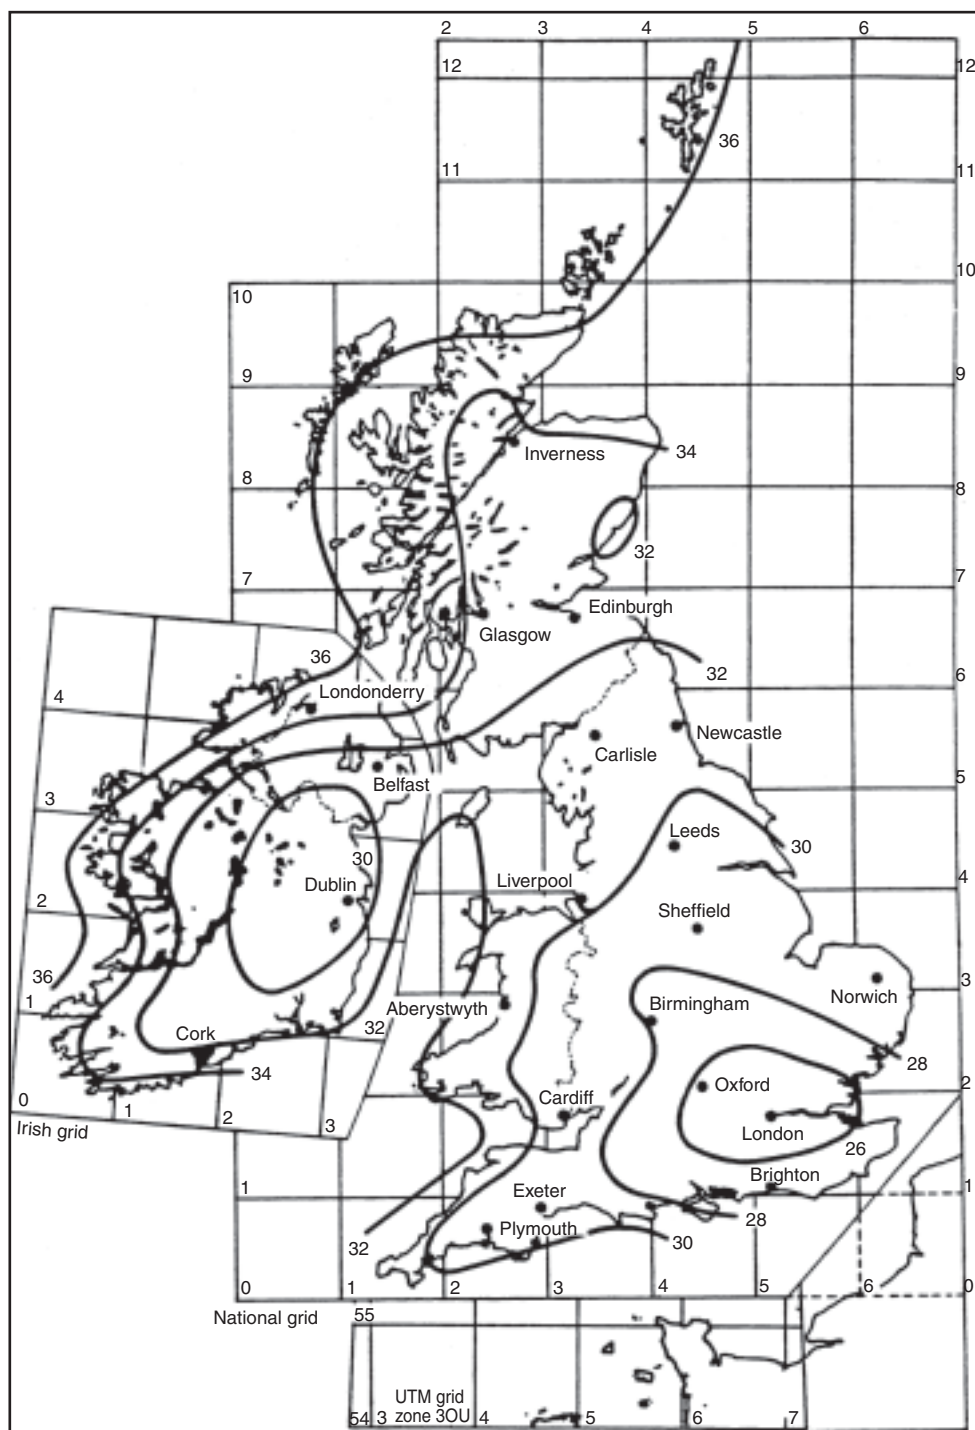 2 3 4 5 6
12 12
36
11 11
10 10
9 9
Inverness 34
8 8
32
7 7
Edinburgh
Glasgow
36 32
Londonderry 6
4
Newcastle
Carlisle
Belfast 5
3
Leeds
30 30
Liverpool
Dublin 4
2 Sheffield
36 3
1 Aberystwyth Birmingham Norwich
Cork 32
28
34 Oxford 2
0 1 2 3 Cardiff
Irish grid London
26
Brighton
1 1
Exeter
32 Plymouth 28
30
0 1 2 3 4 5 6 0
National grid 55
UTM grid
54 3 zone 3OU 4 5 6 7